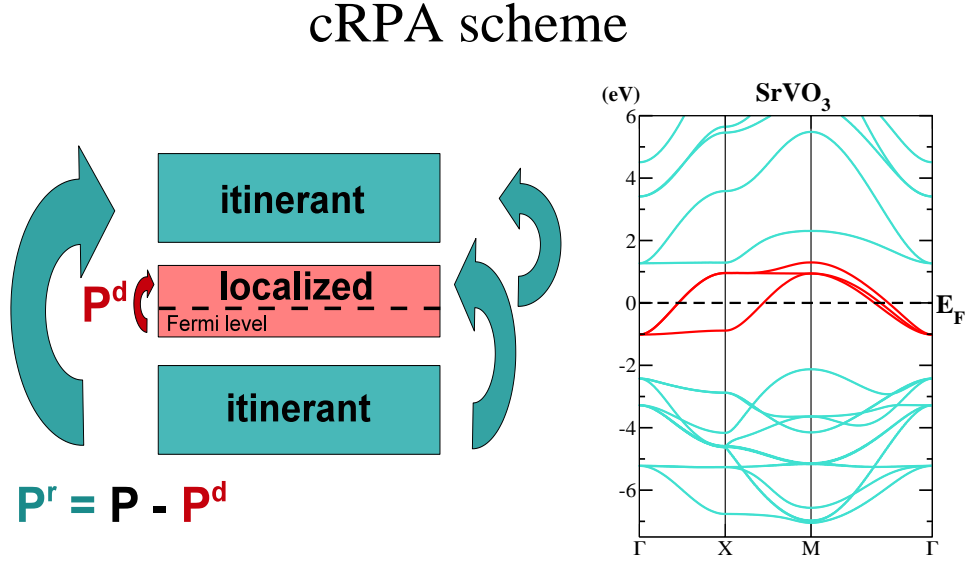 cRPA scheme
itinerant
localized
Fermi level
itinerant
P^d
P^r = P - P^d
(eV)
SrVO₃
6
4
2
0
-2
-4
-6
E_F
Γ
X
M
Γ